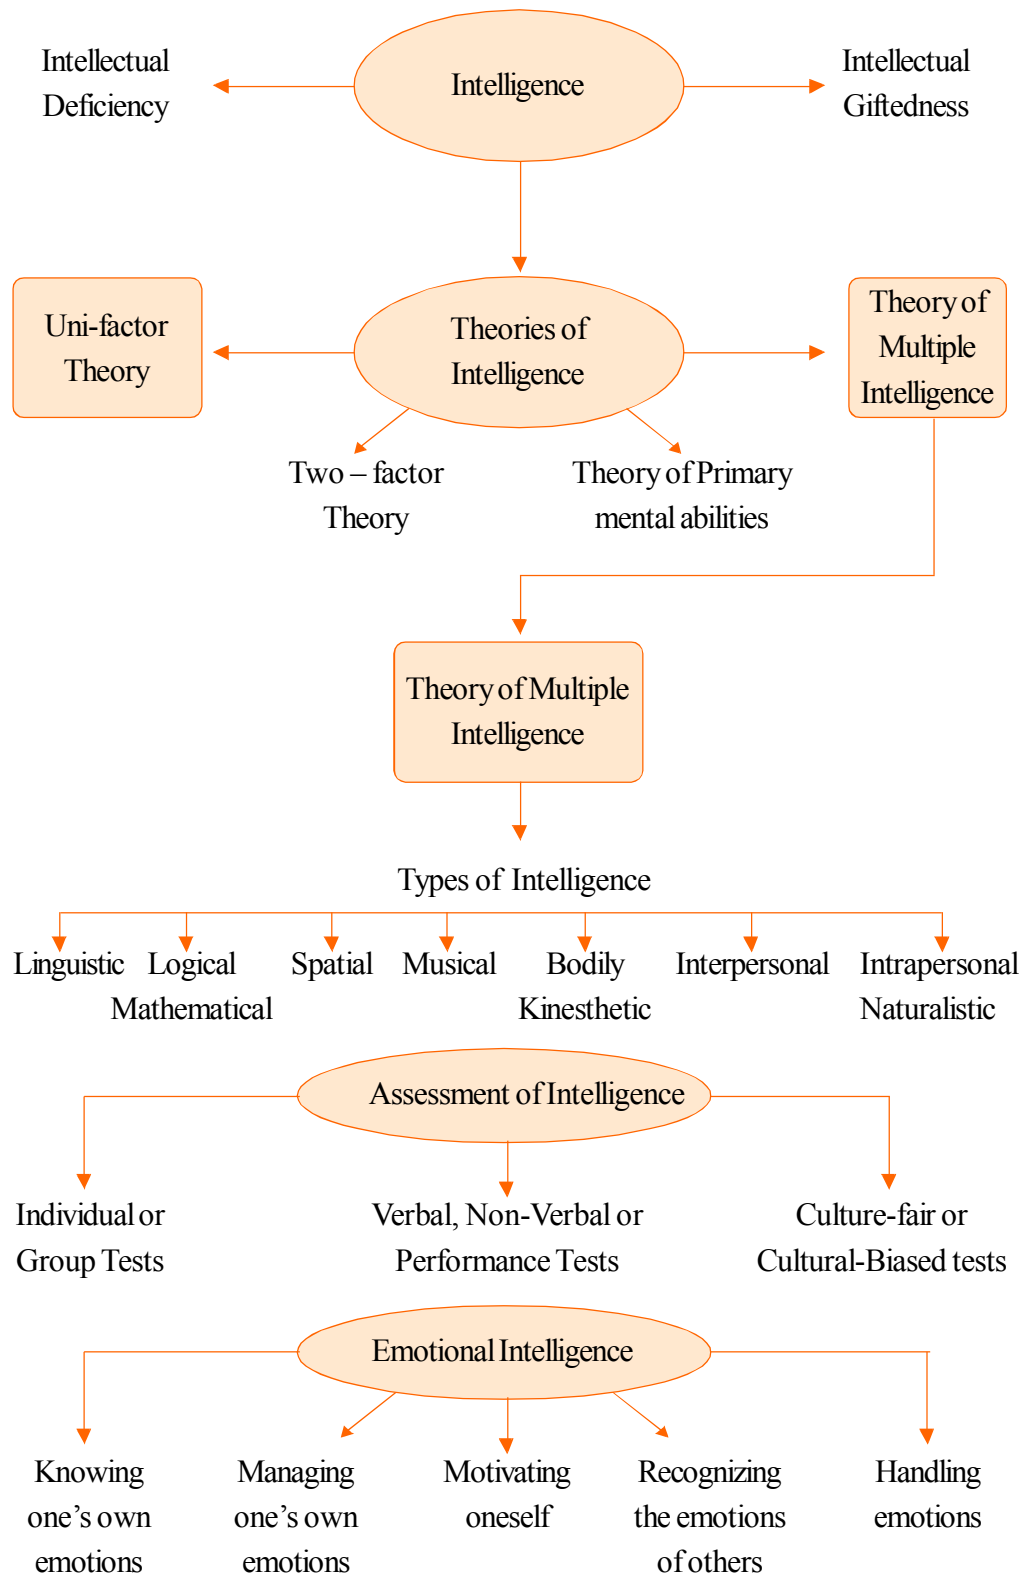 Intellectual
Deficiency
Intelligence
Intellectual
Giftedness
Uni-factor
Theory
Theories of
Intelligence
Theory of
Multiple
Intelligence
Two – factor
Theory
Theory of Primary
mental abilities
Theory of Multiple
Intelligence
Types of Intelligence
Linguistic
Logical
Mathematical
Spatial
Musical
Bodily
Kinesthetic
Interpersonal
Intrapersonal
Naturalistic
Assessment of Intelligence
Individual or
Group Tests
Verbal, Non-Verbal or
Performance Tests
Culture-fair or
Cultural-Biased tests
Emotional Intelligence
Knowing
one’s own
emotions
Managing
one’s own
emotions
Motivating
oneself
Recognizing
the emotions
of others
Handling
emotions